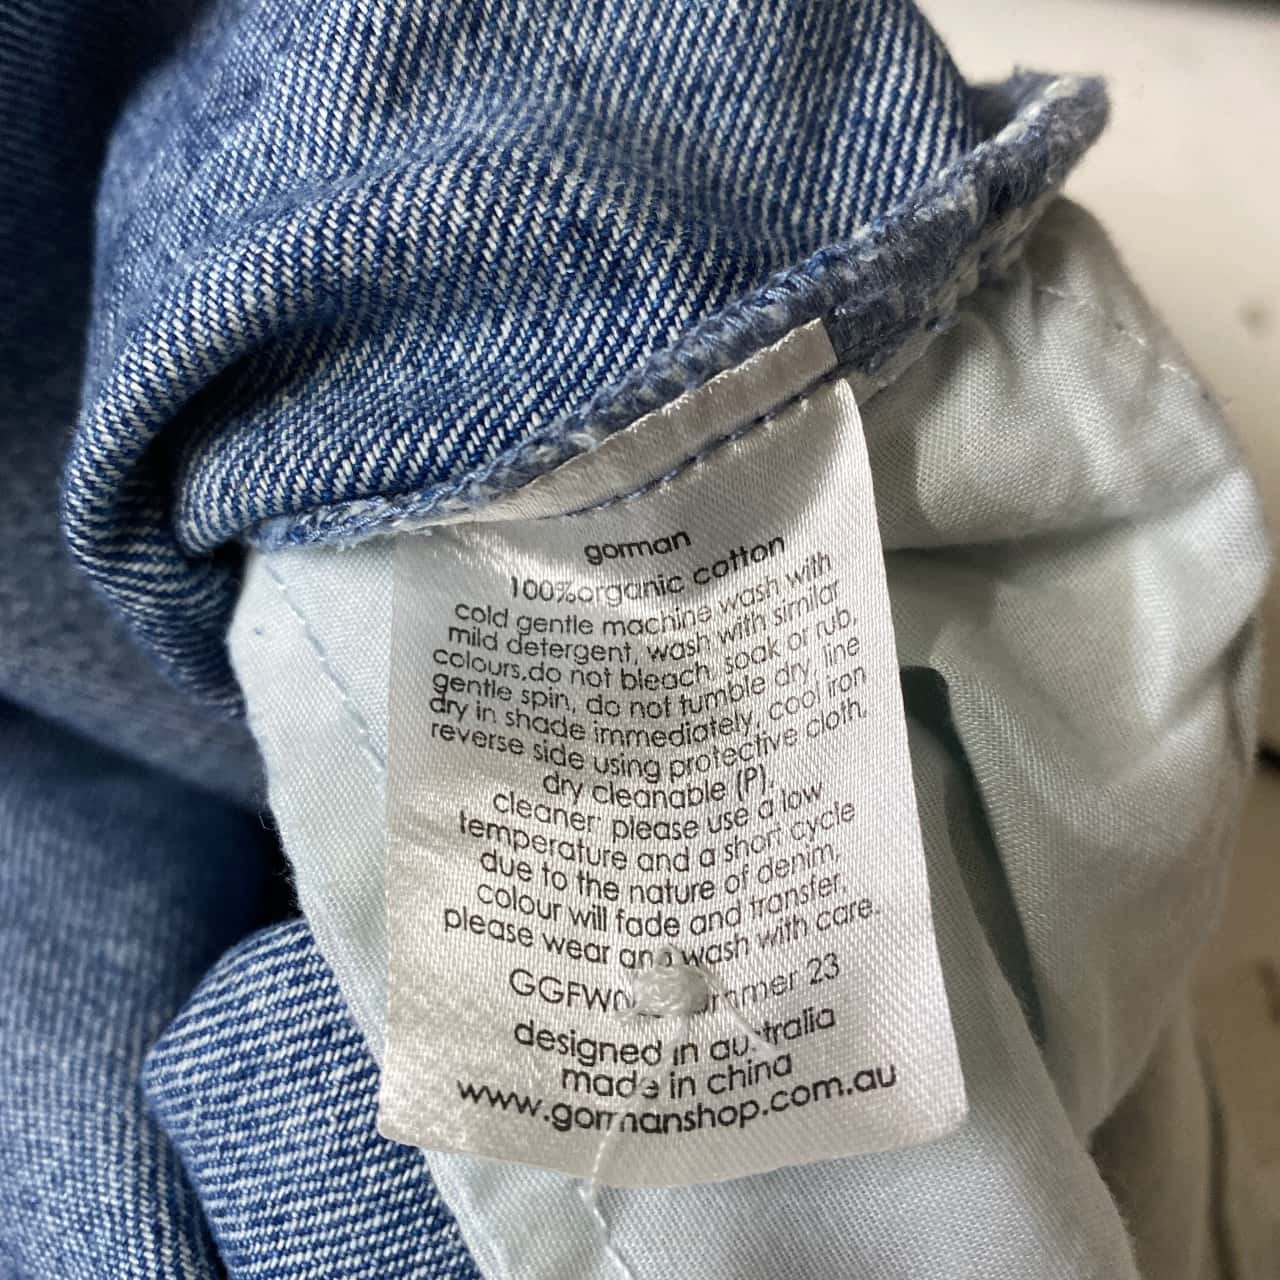 gorman
100%organic cotton
cold gentle machine wash with
mild detergent, wash with similar
colours.do not bleach, soak or rub,
gentle spin, do not tumble dry, line
dry in shade immediately, cool iron
reverse side using protective cloth.
dry cleanable (P).
cleaner: please use a low
temperature and a short cycle
due to the nature of denim,
colour will fade and transfer.
please wear and wash with care.
23
designed in australia
made in china
www.gormanshop.com.au